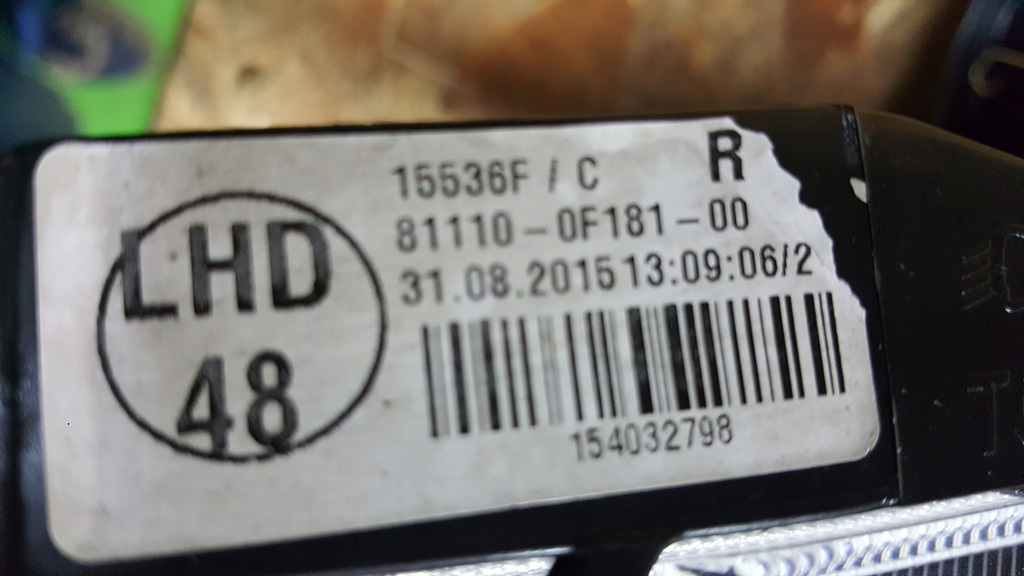 R
15536F / C
81110-0F181-00
31.08.2015 13:09:06/2
LHD
48
154032798